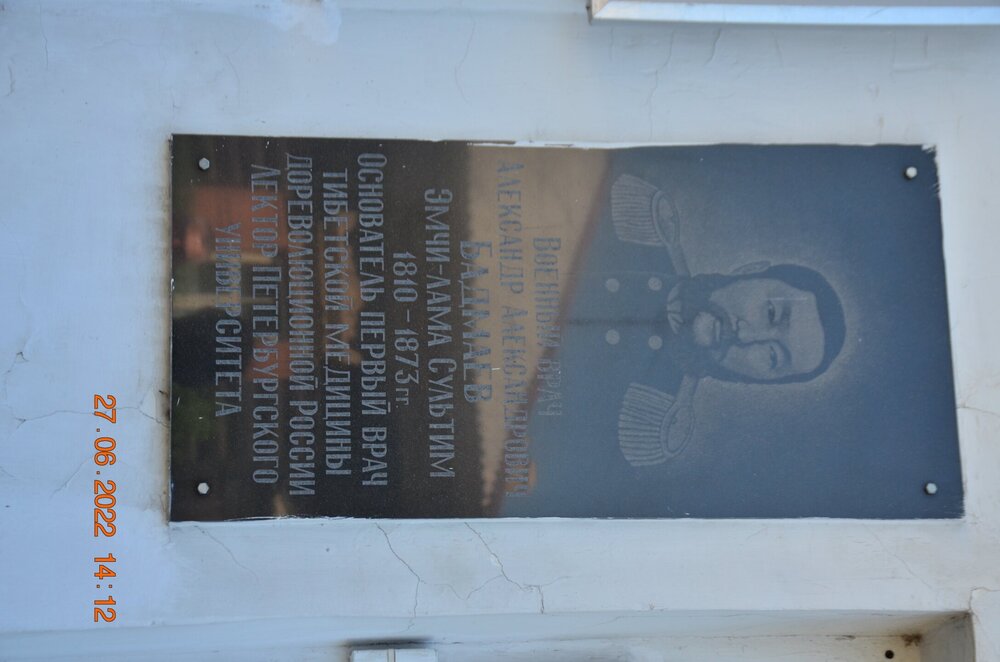 ВОЕННЫЙ ВРАЧ
АЛЕКСАНДР АЛЕКСАНДРОВИЧ
БАДМАЕВ
ЭМЧИ-ЛАМА СУЛЬТИМ
1810-1873 гг.
ОСНОВАТЕЛЬ ПЕРВЫЙ ВРАЧ
ТИБЕТСКОЙ МЕДИЦИНЫ
ДОРЕВОЛЮЦИОННОЙ РОССИИ
ЛЕКТОР ПЕТЕРБУРГСКОГО
УНИВЕРСИТЕТА
27.06.2022 14:12